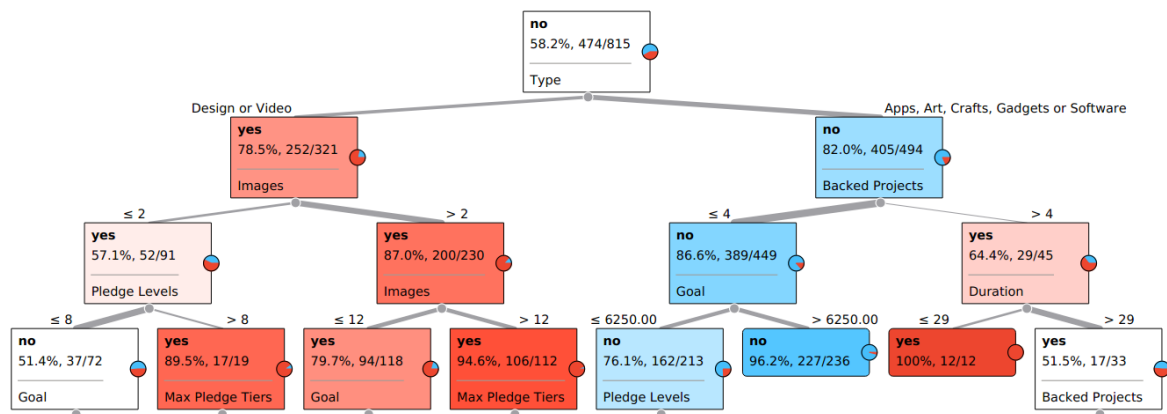 no
58.2%, 474/815
Type
Design or Video
Apps, Art, Crafts, Gadgets or Software
yes
78.5%, 252/321
Images
no
82.0%, 405/494
Backed Projects
≤ 2
> 2
≤ 4
> 4
yes
57.1%, 52/91
Pledge Levels
yes
87.0%, 200/230
Images
no
86.6%, 389/449
Goal
yes
64.4%, 29/45
Duration
≤ 8
> 8
≤ 12
> 12
≤ 6250.00
> 6250.00
≤ 29
> 29
no
51.4%, 37/72
Goal
yes
89.5%, 17/19
Max Pledge Tiers
yes
79.7%, 94/118
Goal
yes
94.6%, 106/112
Max Pledge Tiers
no
76.1%, 162/213
Pledge Levels
no
96.2%, 227/236
yes
100%, 12/12
yes
51.5%, 17/33
Backed Projects